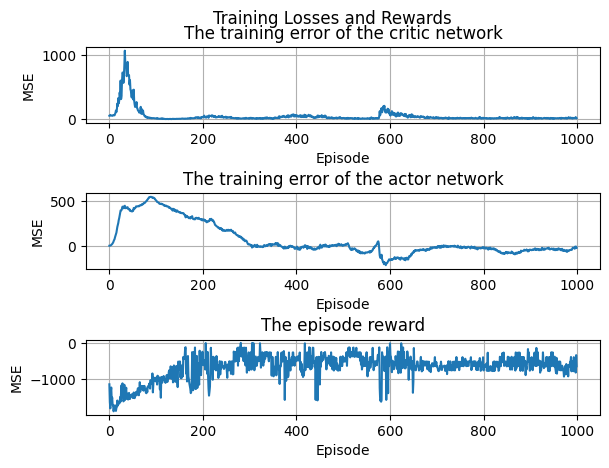 Training Losses and Rewards
The training error of the critic network
1000
0
MSE
0 200 400 600 800 1000
Episode
The training error of the actor network
500
0
MSE
0 200 400 600 800 1000
Episode
The episode reward
0
−1000
MSE
0 200 400 600 800 1000
Episode